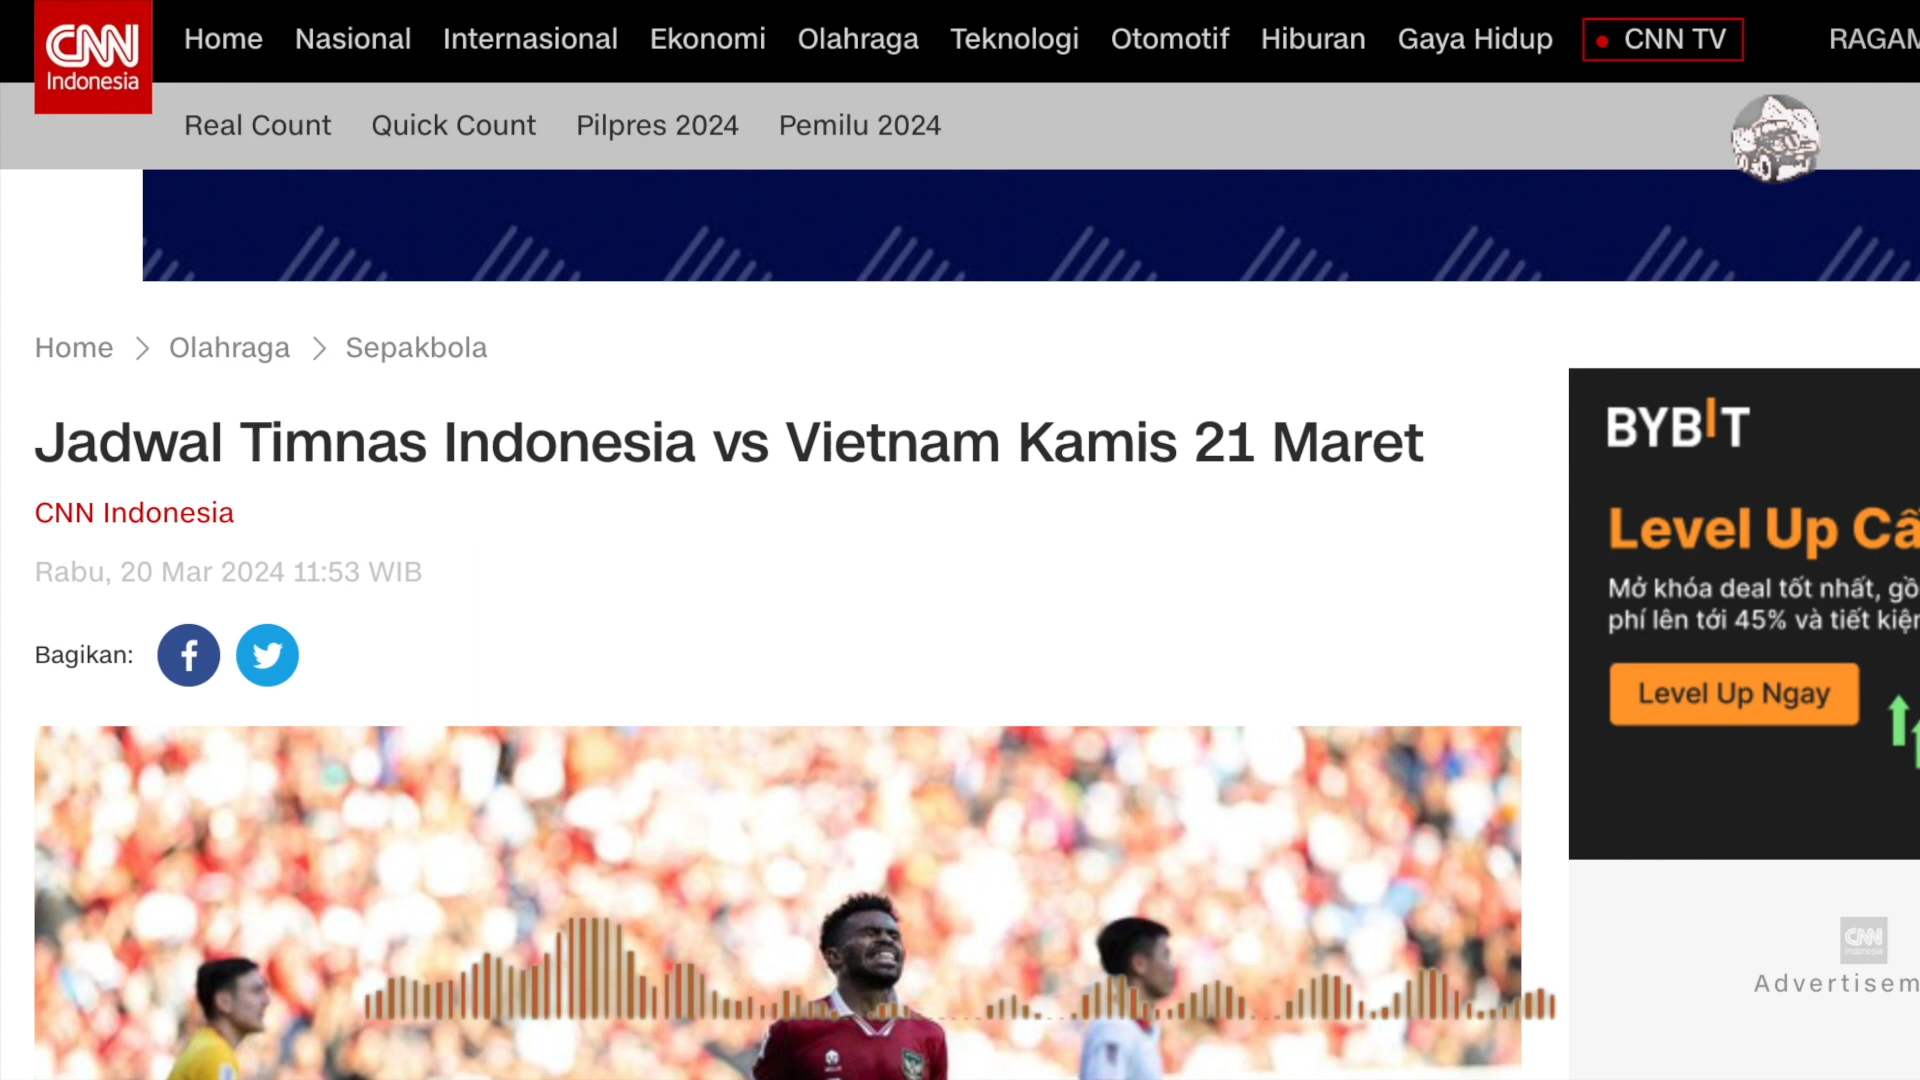 CNN
Indonesia
Home Nasional Internasional Ekonomi Olahraga Teknologi Otomotif Hiburan Gaya Hidup CNN TV
Real Count Quick Count Pilpres 2024 Pemilu 2024
Home > Olahraga > Sepakbola
Jadwal Timnas Indonesia vs Vietnam Kamis 21 Maret
CNN Indonesia
Rabu, 20 Mar 2024 11:53 WIB
Bagikan:
BYBIT
Level Up
Mở khóa deal tốt nhất,
phí lên tới 45% và tiết
Level Up Ngay
CNN
Indonesia